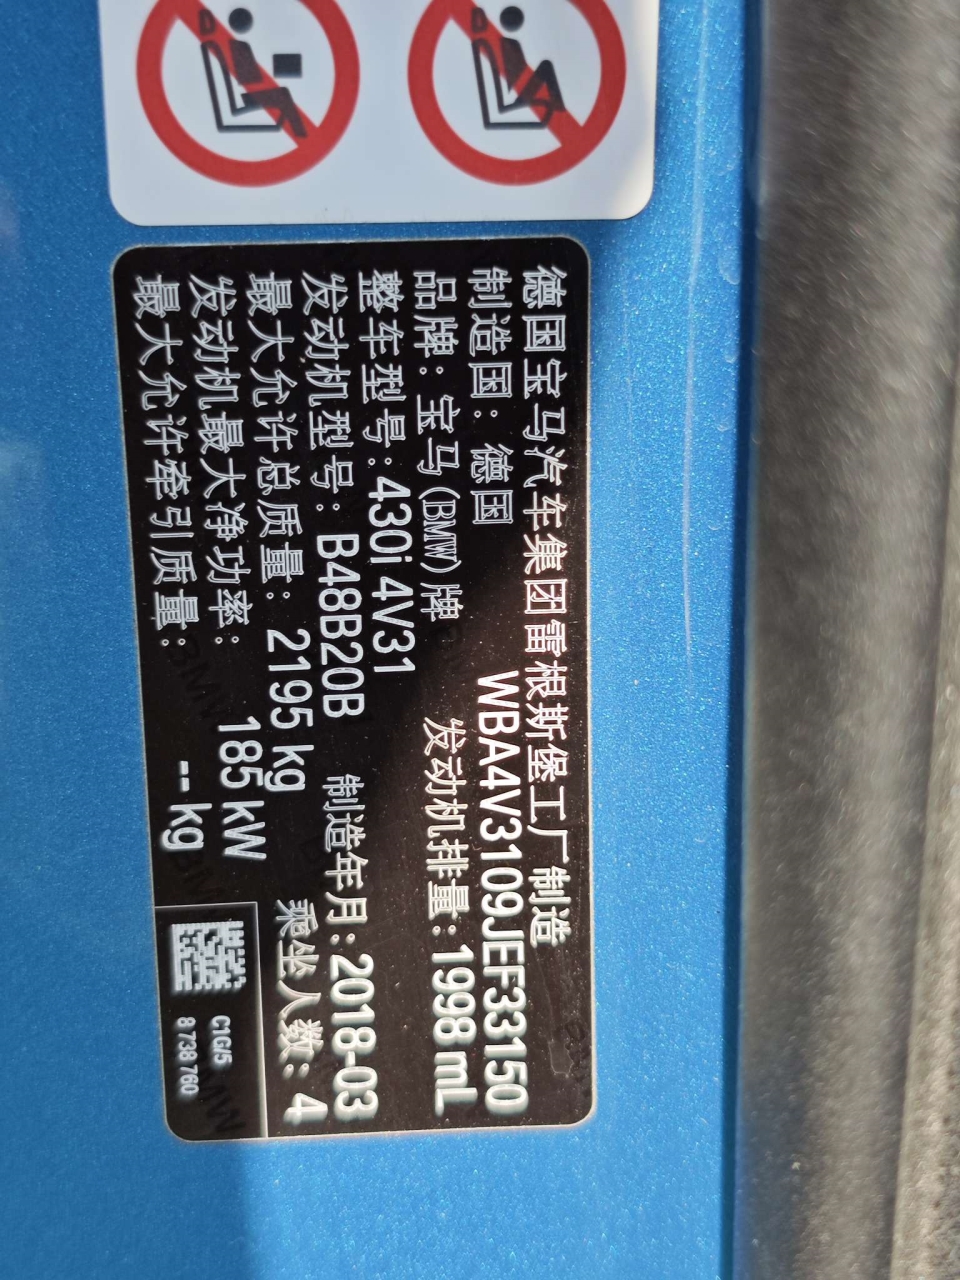 德国宝马汽车集团雷根斯堡工厂制造
制造国：德国 WBA4V3109JEF33150
品牌：宝马(BMW)牌 发动机排量：1998 mL
整车型号：430i 4V31
发动机型号：B48B20B 制造年月：2018-03
最大允许总质量：2195 kg 乘坐人数：4
发动机最大净功率：185 kW
最大允许牵引质量：-- kg
C1G/5
8 738 760